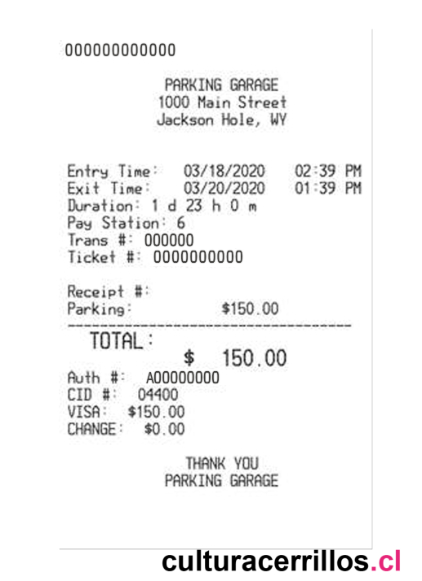 000000000000
PARKING GARAGE
1000 Main Street
Jackson Hole, WY
Entry Time: 03/18/2020 02:39 PM
Exit Time: 03/20/2020 01:39 PM
Duration: 1 d 23 h 0 m
Pay Station: 6
Trans #: 000000
Ticket #: 0000000000
Receipt #:
Parking: $150.00
TOTAL:
$ 150.00
Auth #: A00000000
CID #: 04400
VISA: $150.00
CHANGE: $0.00
THANK YOU
PARKING GARAGE
culturacerrillos.cl